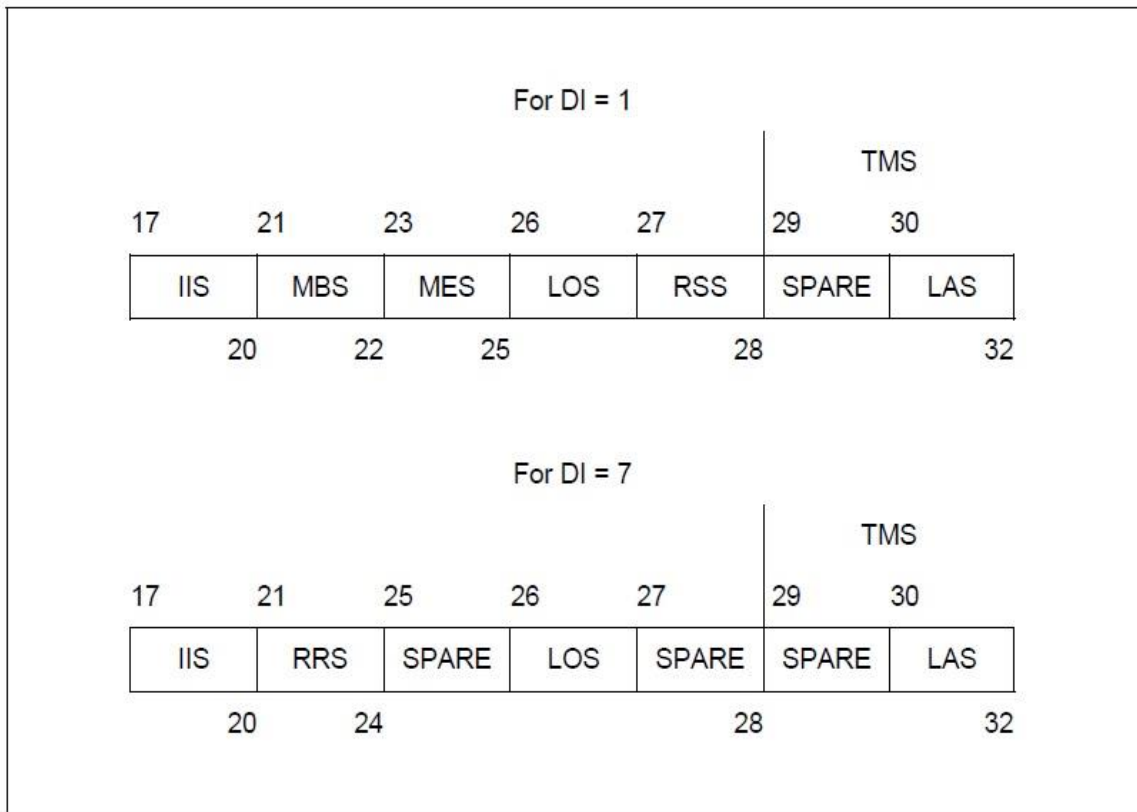 For DI = 1
TMS
17 21 23 26 27 29 30
IIS MBS MES LOS RSS SPARE LAS
20 22 25 28 32
For DI = 7
TMS
17 21 25 26 27 29 30
IIS RRS SPARE LOS SPARE SPARE LAS
20 24 28 32